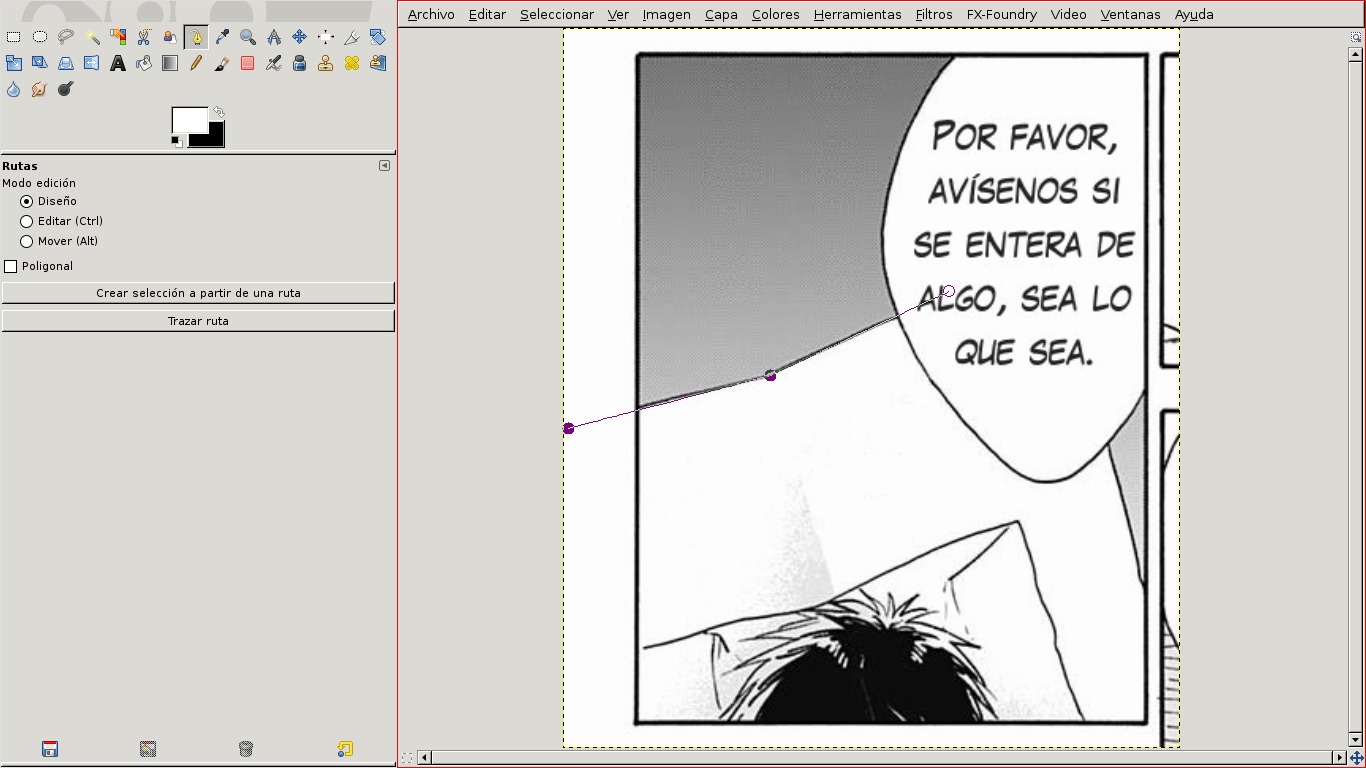 Archivo Editar Seleccionar Ver Imagen Capa Colores Herramientas Filtros FX-Foundry Video Ventanas Ayuda
Rutas
Modo edición
Diseño
Editar (Ctrl)
Mover (Alt)
Poligonal
Crear selección a partir de una ruta
Trazar ruta
POR FAVOR,
AVÍSENOS SI
SE ENTERA DE
ALGO, SEA LO
QUE SEA.